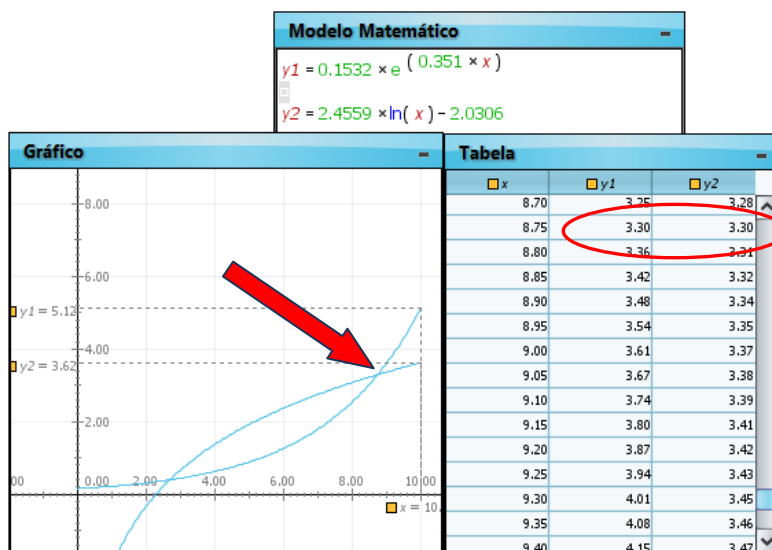 Modelo Matemático
y1 = 0.1532 × e ( 0.351 × x )
y2 = 2.4559 × ln( x ) − 2.0306
Gráfico
8.00
6.00
y1 = 5.12
4.00
y2 = 3.62
2.00
00 0.00 2.00 4.00 6.00 8.00 10.00
x = 10.
Tabela
x y1 y2
8.70 3.25 3.28
8.75 3.30 3.30
8.80 3.36 3.31
8.85 3.42 3.32
8.90 3.48 3.34
8.95 3.54 3.35
9.00 3.61 3.37
9.05 3.67 3.38
9.10 3.74 3.39
9.15 3.80 3.41
9.20 3.87 3.42
9.25 3.94 3.43
9.30 4.01 3.45
9.35 4.08 3.46
9.40 4.15 3.47